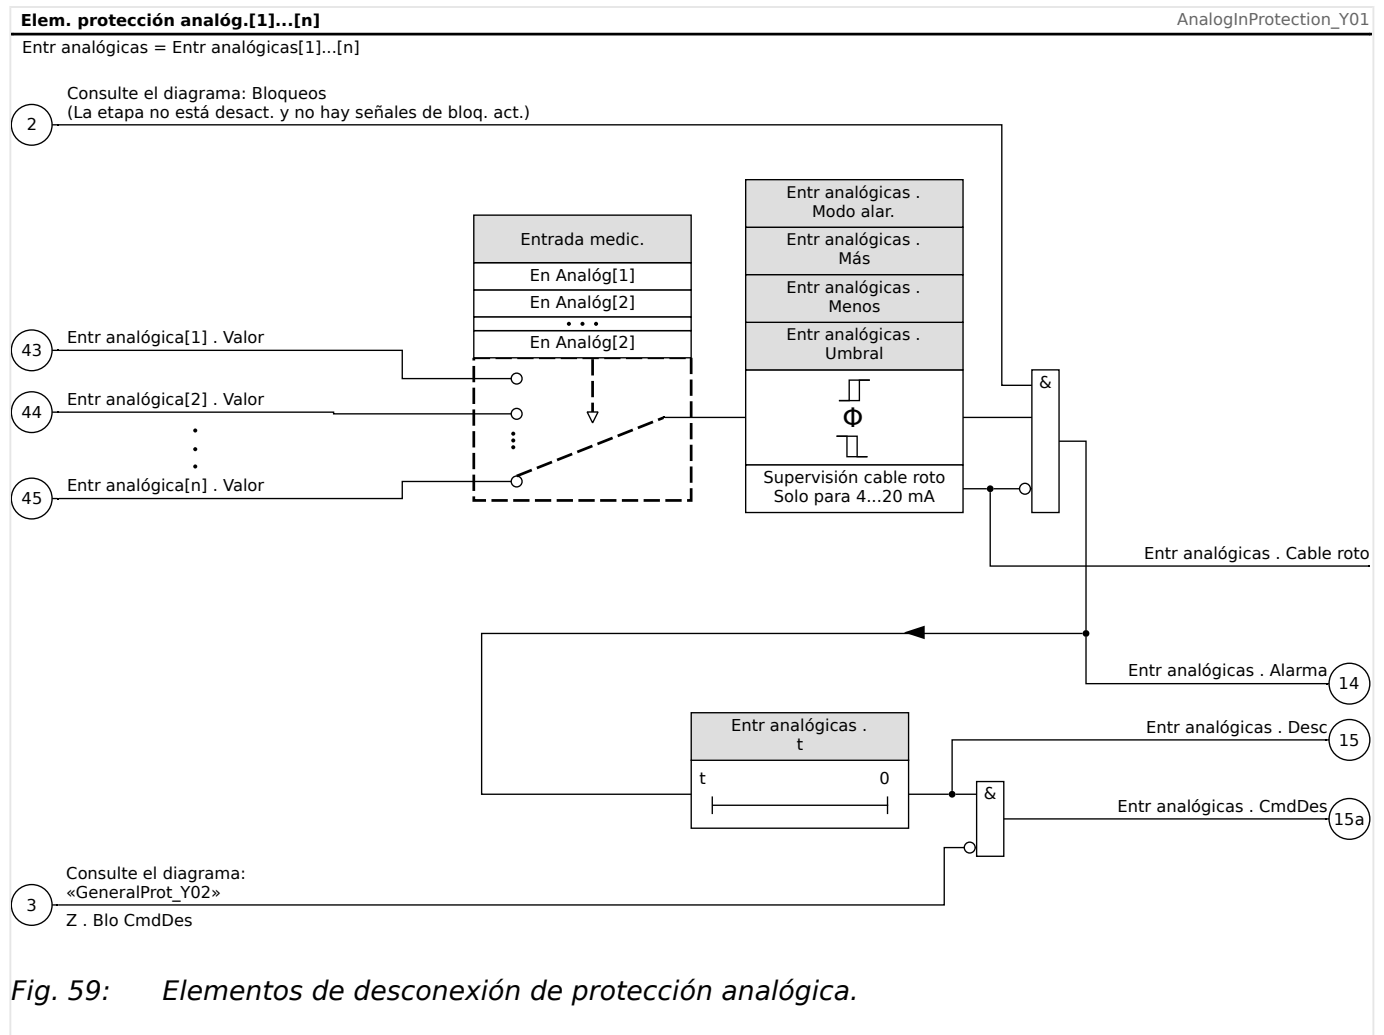 Elem. protección analóg.[1]...[n]
AnalogInProtection_Y01
Entr analógicas = Entr analógicas[1]...[n]
Consulte el diagrama: Bloqueos
(La etapa no está desact. y no hay señales de bloq. act.)
2
Entrada medic.
En Analóg[1]
En Analóg[2]
• • •
En Analóg[2]
Entr analógicas .
Modo alar.
Entr analógicas .
Más
Entr analógicas .
Menos
Entr analógicas .
Umbral
Φ
Supervisión cable roto
Solo para 4...20 mA
&
43
Entr analógica[1] . Valor
44
Entr analógica[2] . Valor
45
Entr analógica[n] . Valor
Entr analógicas . Cable roto
Entr analógicas . Alarma
14
Entr analógicas .
t
t
0
Entr analógicas . Desc
15
&
Entr analógicas . CmdDes
15a
Consulte el diagrama:
«GeneralProt_Y02»
3
Z . Blo CmdDes
Fig. 59: Elementos de desconexión de protección analógica.